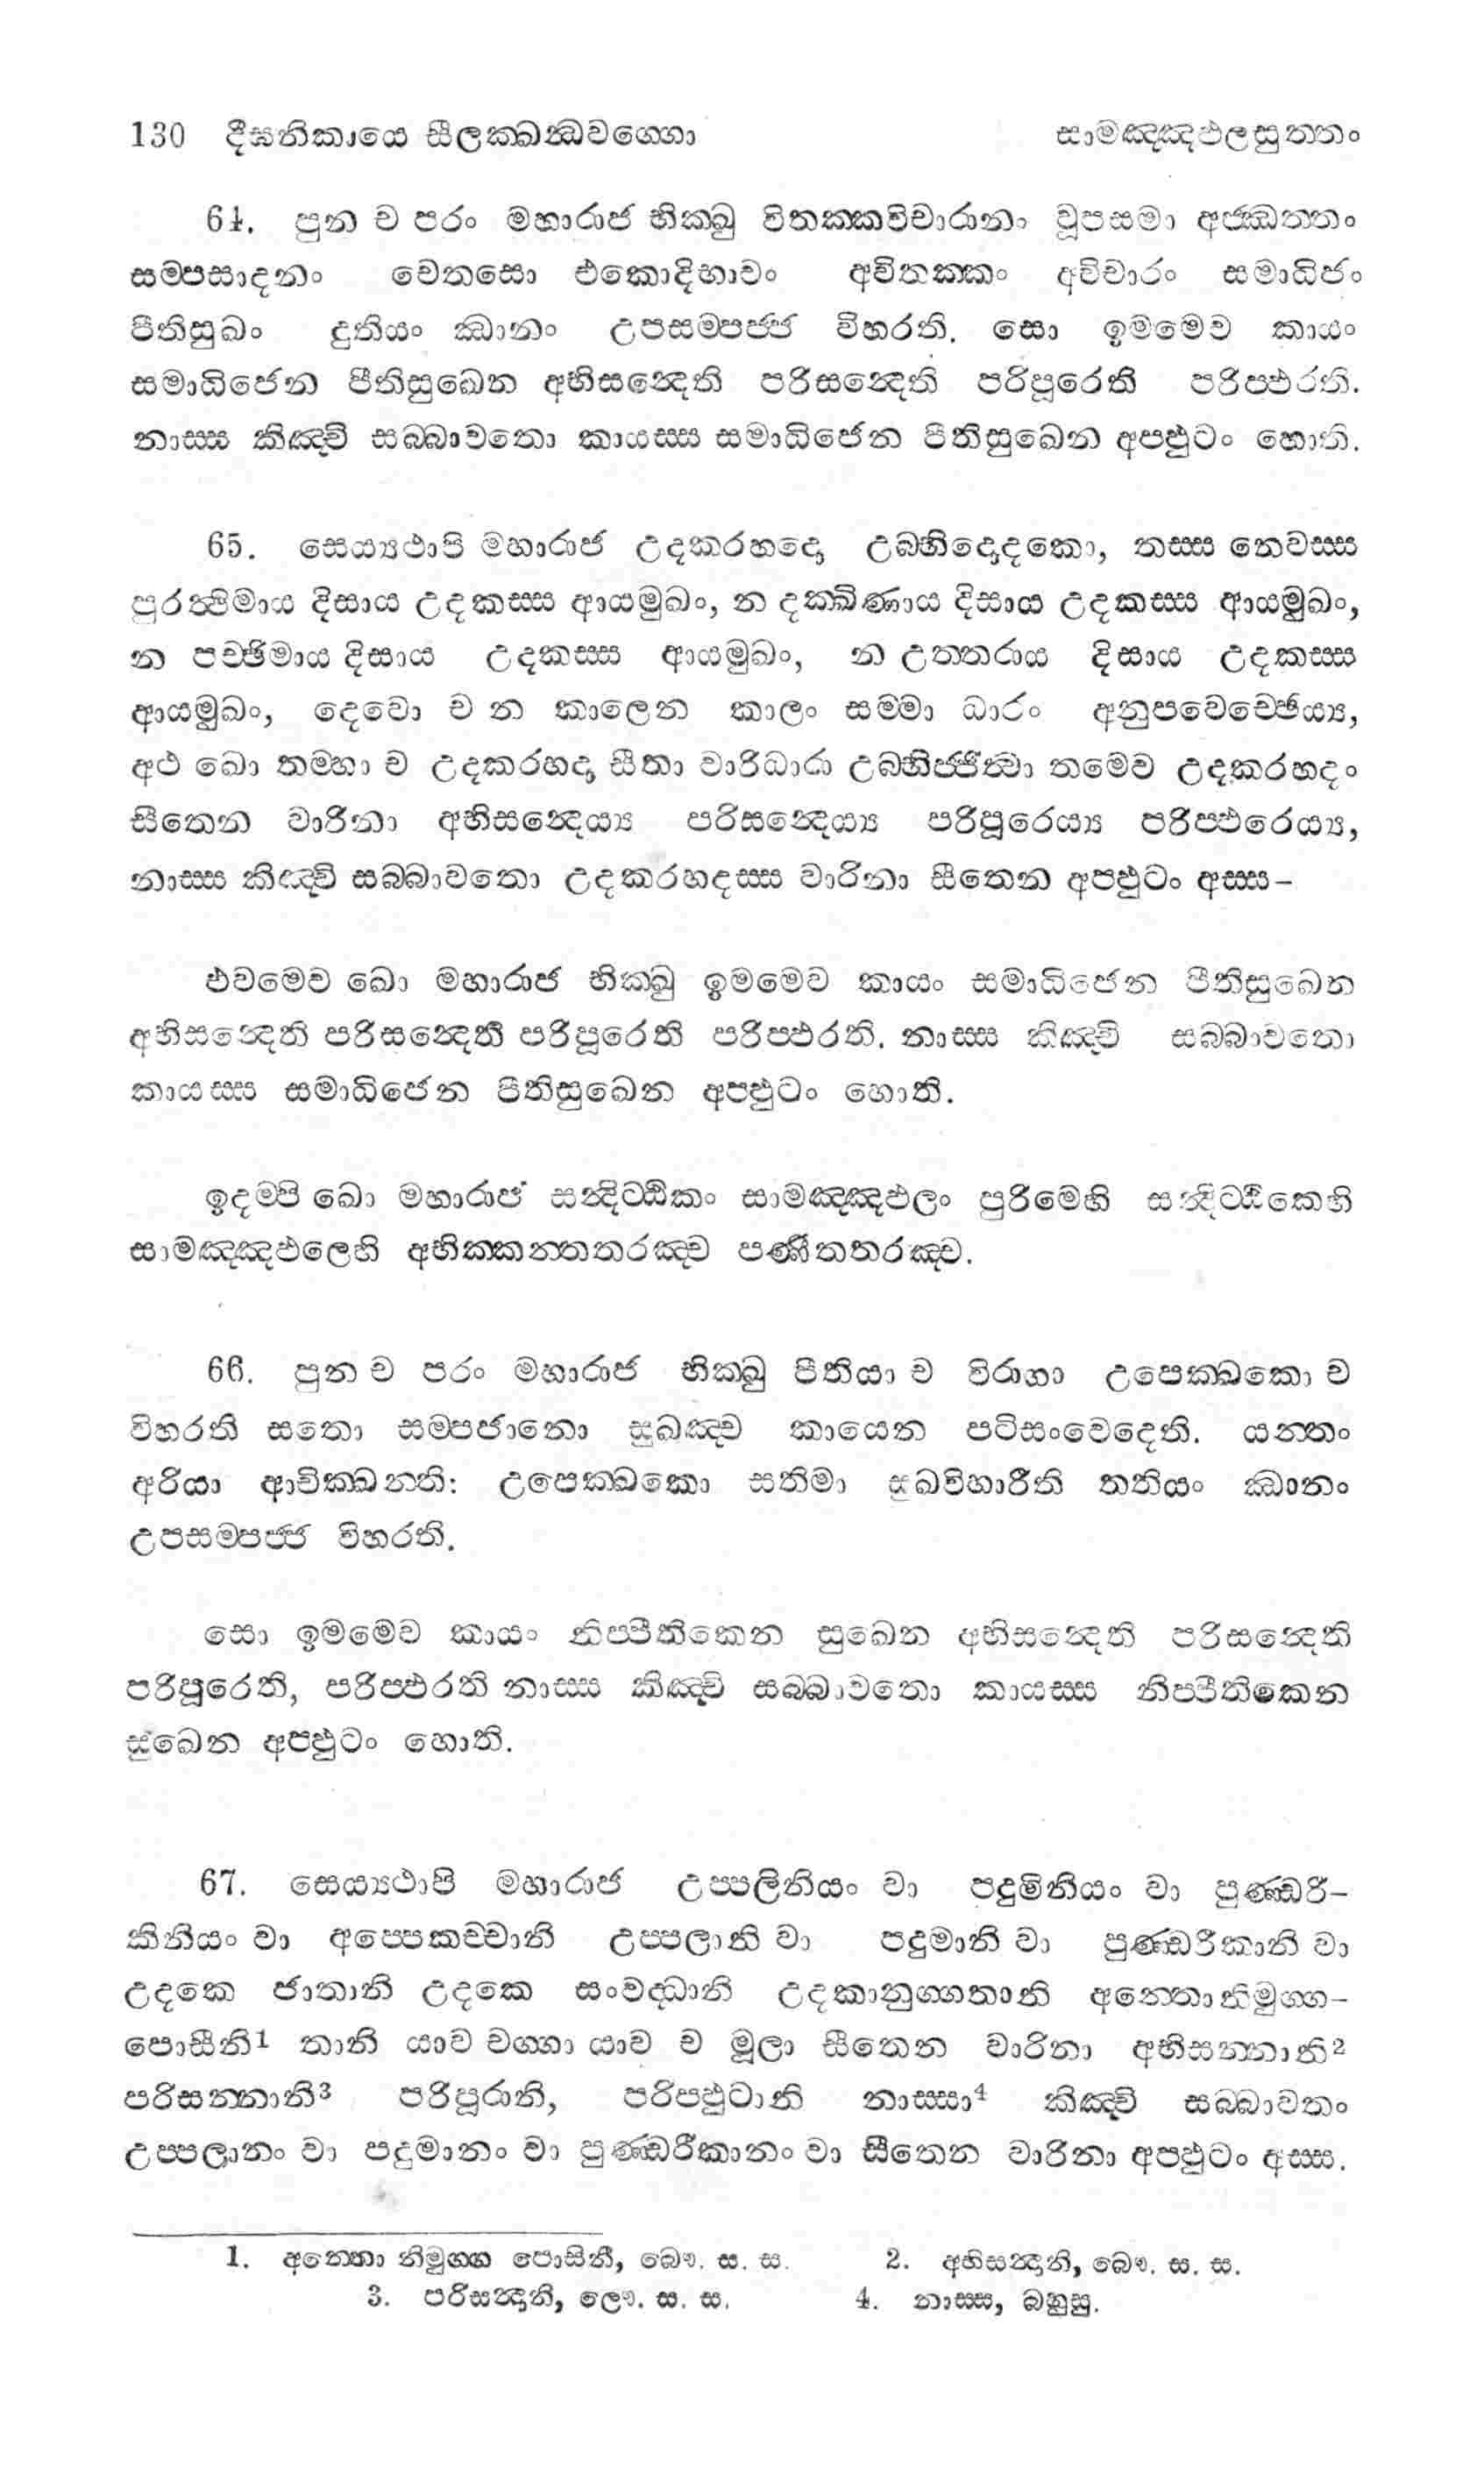 130 දීඝනිකායෙ සීලක්ඛන්ධවග්ගො සාමඤ්ඤඵලසුත්තං
64. පුන ච පරං මහාරාජ භික්ඛු විතක්කවිචාරානං වූපසමා අජ්ඣත්තං
සම්පසාදනං චෙතසො එකොදිභාවං අවිතක්කං අවිචාරං සමාධිජං
පීතිසුඛං දුතියං ඣානං උපසම්පජ්ජ විහරති. සො ඉමමෙව කායං
සමාධිජෙන පීතිසුඛෙන අභිසන්දෙති පරිසන්දෙති පරිපූරෙති පරිප්ඵරති.
නාස්ස කිඤ්චි සබ්බාවතො කායස්ස සමාධිජෙන පීතිසුඛෙන අප්ඵුටං හොති.
65. සෙය්‍යථාපි මහාරාජ උදකරහදො උබ්භිදොදකො, තස්ස නෙවස්ස
පුරත්ථිමාය දිසාය උදකස්ස ආයමුඛං, න දක්ඛිණාය දිසාය උදකස්ස ආයමුඛං,
න පච්ඡිමාය දිසාය උදකස්ස ආයමුඛං, න උත්තරාය දිසාය උදකස්ස
ආයමුඛං, දෙවො ච න කාලෙන කාලං සම්මා ධාරං අනුපවෙච්ඡෙය්‍ය,
අථ ඛො තම්හා ච උදකරහදා සීතා වාරිධාරා උබ්භිජ්ජිත්වා තමෙව උදකරහදං
සීතෙන වාරිනා අභිසන්දෙය්‍ය පරිසන්දෙය්‍ය පරිපූරෙය්‍ය පරිප්ඵරෙය්‍ය,
නාස්ස කිඤ්චි සබ්බාවතො උදකරහදස්ස වාරිනා සීතෙන අප්ඵුටං අස්ස-
එවමෙව ඛො මහාරාජ භික්ඛු ඉමමෙව කායං සමාධිජෙන පීතිසුඛෙන
අභිසන්දෙති පරිසන්දෙති පරිපූරෙති පරිප්ඵරති. නාස්ස කිඤ්චි සබ්බාවතො
කායස්ස සමාධිජෙන පීතිසුඛෙන අප්ඵුටං හොති.
ඉදම්පි ඛො මහාරාජ සන්දිට්ඨිකං සාමඤ්ඤඵලං පුරිමෙහි සන්දිට්ඨිකෙහි
සාමඤ්ඤඵලෙහි අභික්කන්තතරඤ්ච පණීතතරඤ්ච.
66. පුන ච පරං මහාරාජ භික්ඛු පීතියා ච විරාගා උපෙක්ඛකො ච
විහරති සතො සම්පජානො සුඛඤ්ච කායෙන පටිසංවෙදෙති. යන්තං
අරියා ආචික්ඛන්ති: උපෙක්ඛකො සතිමා සුඛවිහාරීති තතියං ඣානං
උපසම්පජ්ජ විහරති.
සො ඉමමෙව කායං නිප්පීතිකෙන සුඛෙන අභිසන්දෙති පරිසන්දෙති
පරිපූරෙති, පරිප්ඵරති නාස්ස කිඤ්චි සබ්බාවතො කායස්ස නිප්පීතිකෙන
සුඛෙන අප්ඵුටං හොති.
67. සෙය්‍යථාපි මහාරාජ උප්පලිනියං වා පදුමිනියං වා පුණ්ඩරී-
කිනියං වා අප්පෙකච්චානි උප්පලානි වා පදුමානි වා පුණ්ඩරීකානි වා
උදකෙ ජාතානි උදකෙ සංවද්ධානි උදකානුග්ගතානි අන්තොනිමුග්ග-
පොසීනි1 තානි යාව චග්ගා යාව ච මූලා සීතෙන වාරිනා අභිසන්නානි2
පරිසන්නානි3 පරිපූරානි, පරිප්ඵුටානි නාස්සා4 කිඤ්චි සබ්බාවතං
උප්පලානං වා පදුමානං වා පුණ්ඩරීකානං වා සීතෙන වාරිනා අප්ඵුටං අස්ස.
1. අන්තො නිමුග්ග පොසිනී, බෞ. ස. ස. 2. අභිසන්දානි, බෞ. ස. ස.
3. පරිසන්දානි, ලෞ. ස. ස. 4. නාස්ස, බහුසු.